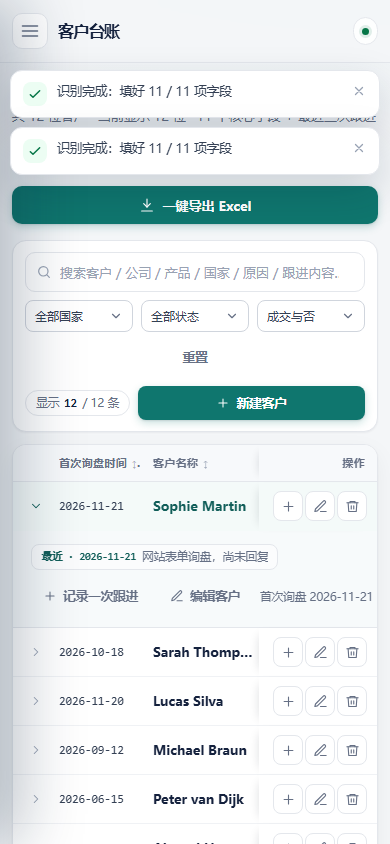 客户台账
识别完成：填好 11 / 11 项字段
识别完成：填好 11 / 11 项字段
一键导出 Excel
搜索客户 / 公司 / 产品 / 国家 / 原因 / 跟进内容.
全部国家 全部状态 成交与否
重置
显示 12 / 12 条 新建客户
首次询盘时间 客户名称 操作
2026-11-21 Sophie Martin
最近 · 2026-11-21 网站表单询盘，尚未回复
记录一次跟进 编辑客户 首次询盘 2026-11-21
2026-10-18 Sarah Thomp...
2026-11-20 Lucas Silva
2026-09-12 Michael Braun
2026-06-15 Peter van Dijk